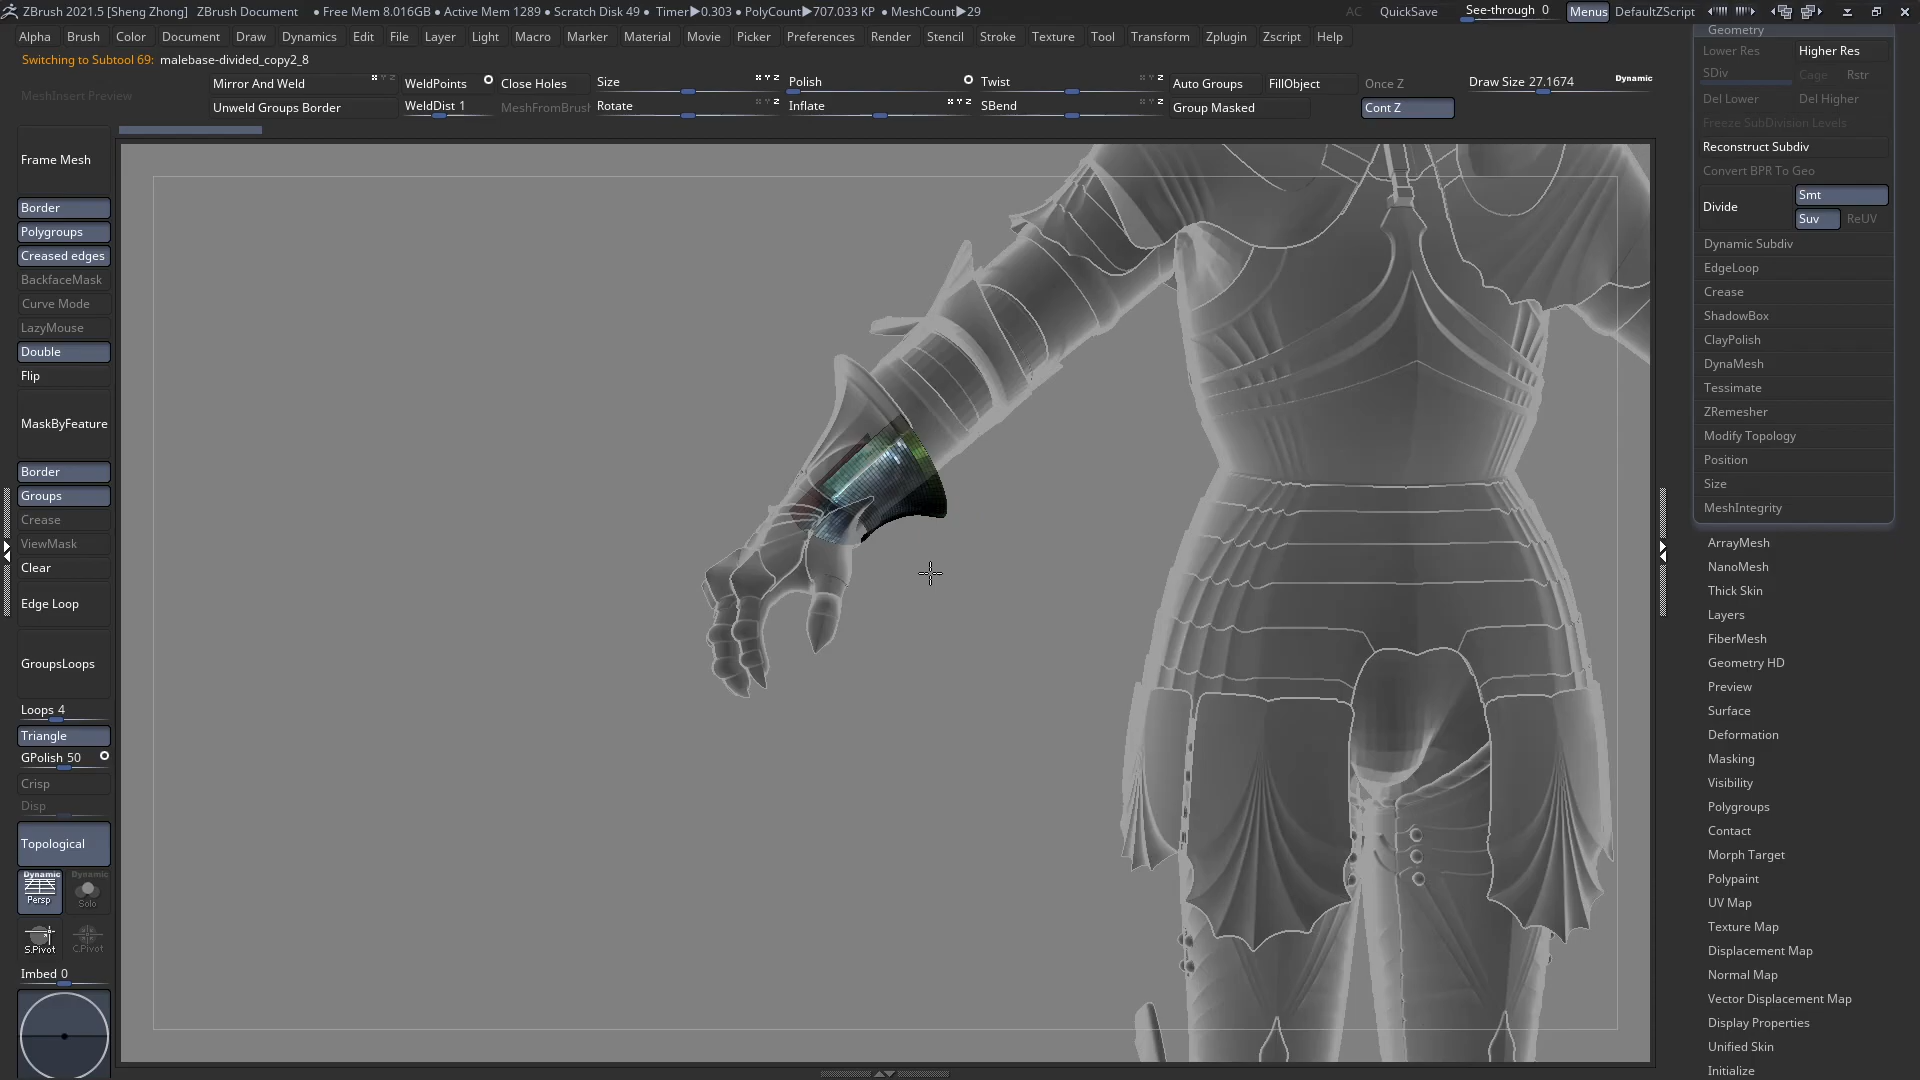 ZBrush 2021.5 [Sheng Zhong] ZBrush Document • Free Mem 8.016GB • Active Mem 1289 • Scratch Disk 49 • Timer▶0.303 • PolyCount▶707.033 KP • MeshCount▶29 AC QuickSave See-through 0 Menus DefaultZScript
Alpha Brush Color Document Draw Dynamics Edit File Layer Light Macro Marker Material Movie Picker Preferences Render Stencil Stroke Texture Tool Transform Zplugin Zscript Help
Switching to Subtool 69: malebase-divided_copy2_8
MeshInsert Preview
Mirror And Weld WeldPoints Close Holes Size Polish Twist Auto Groups FillObject Once Z Draw Size 27.1674 Dynamic
Unweld Groups Border WeldDist 1 MeshFromBrush Rotate Inflate SBend Group Masked Cont Z
Frame Mesh
Border
Polygroups
Creased edges
BackfaceMask
Curve Mode
LazyMouse
Double
Flip
MaskByFeature
Border
Groups
Crease
ViewMask
Clear
Edge Loop
GroupsLoops
Loops 4
Triangle
GPolish 50
Crisp
Disp
Topological
Dynamic Dynamic
Persp Solo
S.Pivot C.Pivot
Imbed 0
Geometry
Lower Res Higher Res
SDiv Cage Rstr
Del Lower Del Higher
Freeze SubDivision Levels
Reconstruct Subdiv
Convert BPR To Geo
Divide Smt
Suv ReUV
Dynamic Subdiv
EdgeLoop
Crease
ShadowBox
ClayPolish
DynaMesh
Tessimate
ZRemesher
Modify Topology
Position
Size
MeshIntegrity
ArrayMesh
NanoMesh
Thick Skin
Layers
FiberMesh
Geometry HD
Preview
Surface
Deformation
Masking
Visibility
Polygroups
Contact
Morph Target
Polypaint
UV Map
Texture Map
Displacement Map
Normal Map
Vector Displacement Map
Display Properties
Unified Skin
Initialize